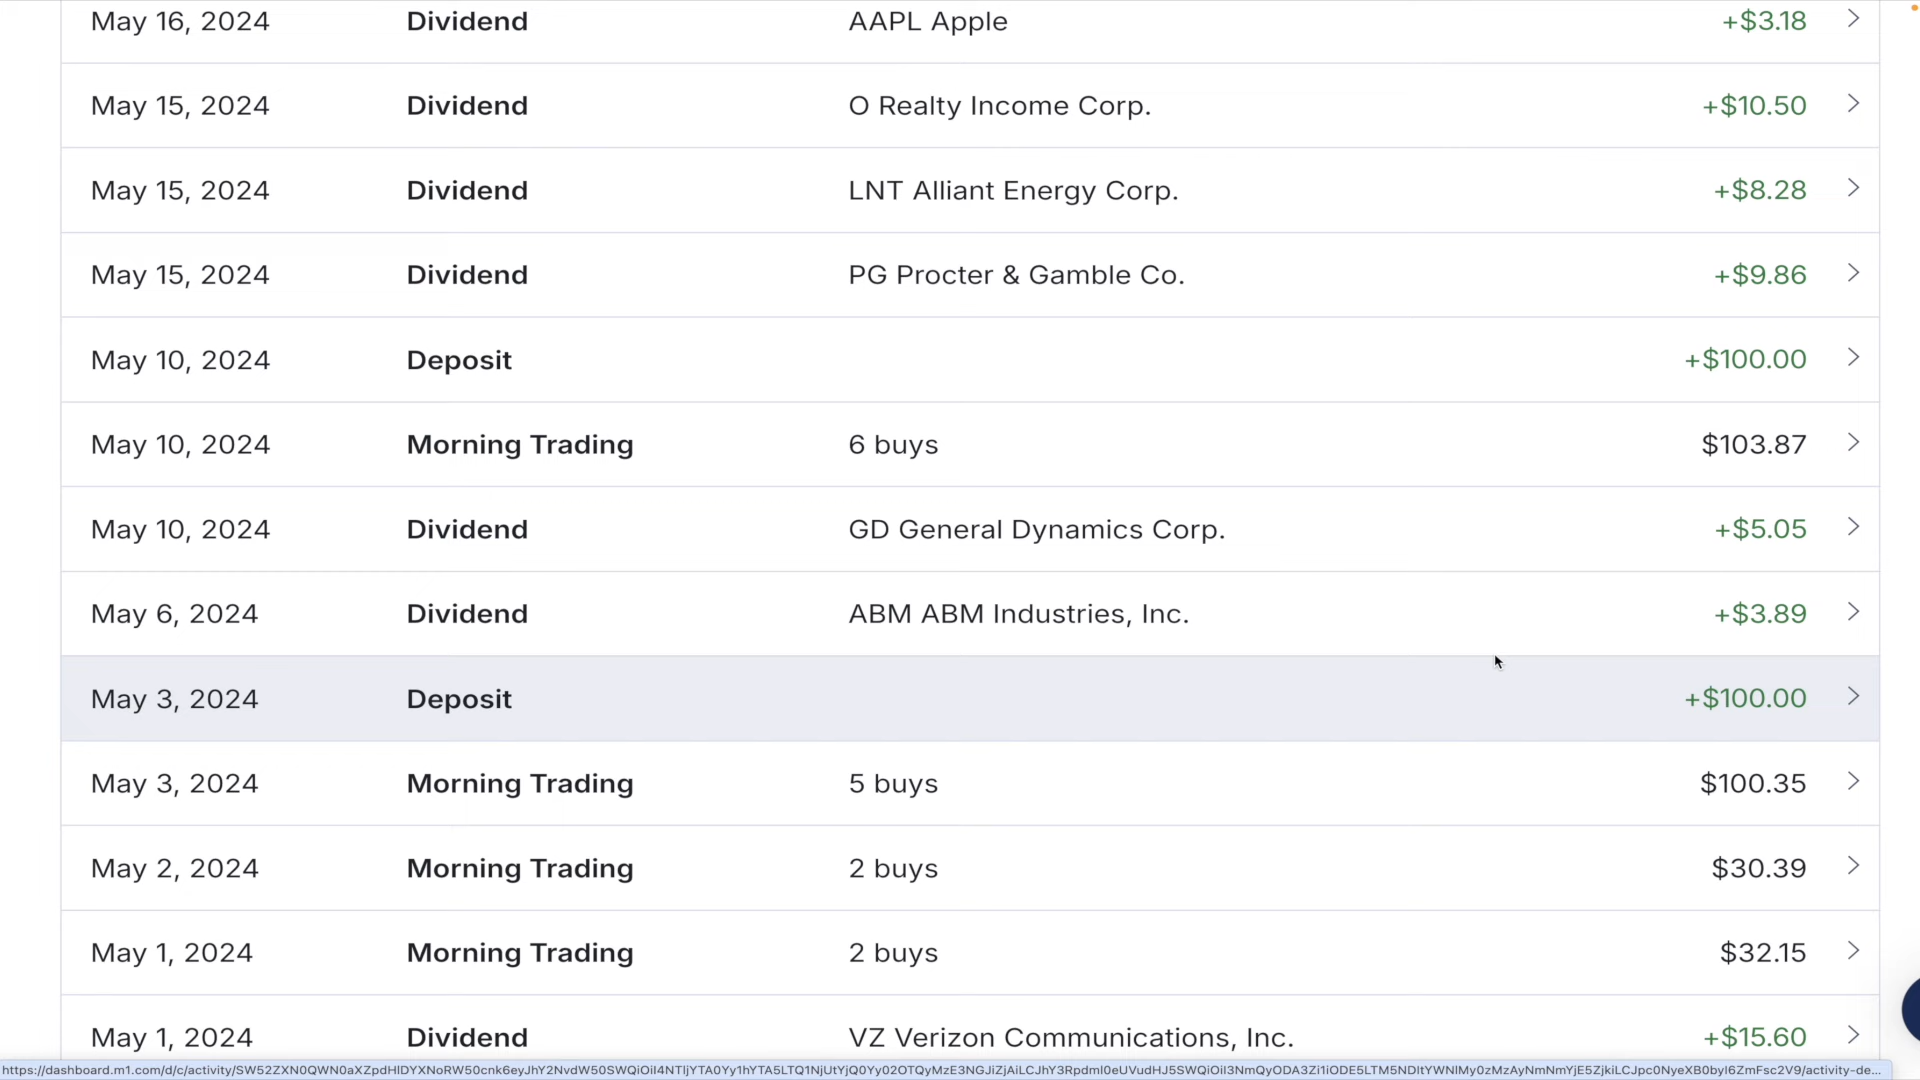 May 16, 2024 Dividend AAPL Apple +$3.18
May 15, 2024 Dividend O Realty Income Corp. +$10.50
May 15, 2024 Dividend LNT Alliant Energy Corp. +$8.28
May 15, 2024 Dividend PG Procter & Gamble Co. +$9.86
May 10, 2024 Deposit +$100.00
May 10, 2024 Morning Trading 6 buys $103.87
May 10, 2024 Dividend GD General Dynamics Corp. +$5.05
May 6, 2024 Dividend ABM ABM Industries, Inc. +$3.89
May 3, 2024 Deposit +$100.00
May 3, 2024 Morning Trading 5 buys $100.35
May 2, 2024 Morning Trading 2 buys $30.39
May 1, 2024 Morning Trading 2 buys $32.15
May 1, 2024 Dividend VZ Verizon Communications, Inc. +$15.60